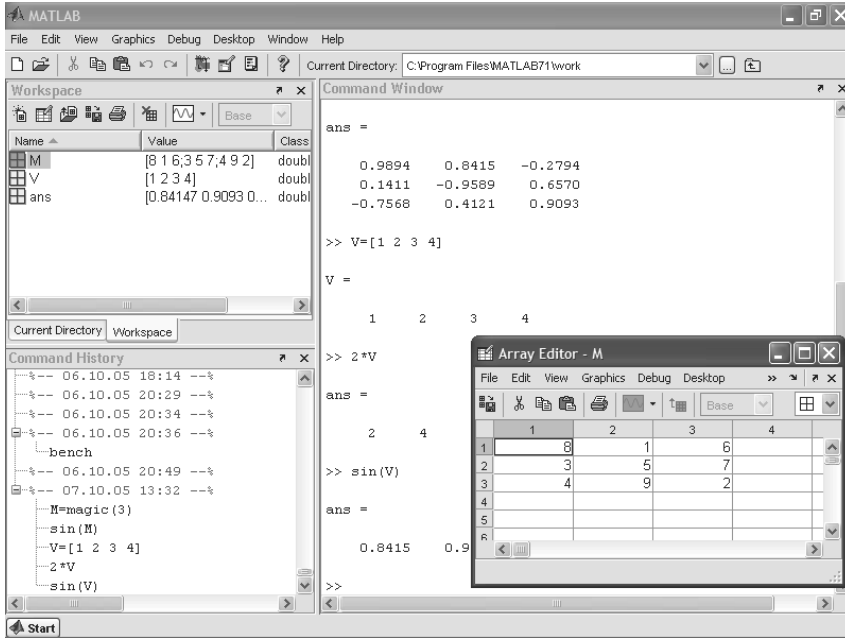 MATLAB
File Edit View Graphics Debug Desktop Window Help
Current Directory: C:\Program Files\MATLAB71\work
Workspace
Base
Name Value Class
M [8 1 6;3 5 7;4 9 2] doubl
V [1 2 3 4] doubl
ans [0.84147 0.9093 0... doubl
Current Directory Workspace
Command History
%-- 06.10.05 18:14 --%
%-- 06.10.05 20:29 --%
%-- 06.10.05 20:34 --%
%-- 06.10.05 20:36 --%
bench
%-- 06.10.05 20:49 --%
%-- 07.10.05 13:32 --%
M=magic(3)
sin(M)
V=[1 2 3 4]
2*V
sin(V)
Command Window
ans =
0.9894 0.8415 -0.2794
0.1411 -0.9589 0.6570
-0.7568 0.4121 0.9093
>> V=[1 2 3 4]
V =
1 2 3 4
>> 2*V
ans =
2 4
>> sin(V)
ans =
0.8415 0.9
>>
Array Editor - M
File Edit View Graphics Debug Desktop »
Base
1 2 3 4
1 8 1 6
2 3 5 7
3 4 9 2
4
5
6
Start